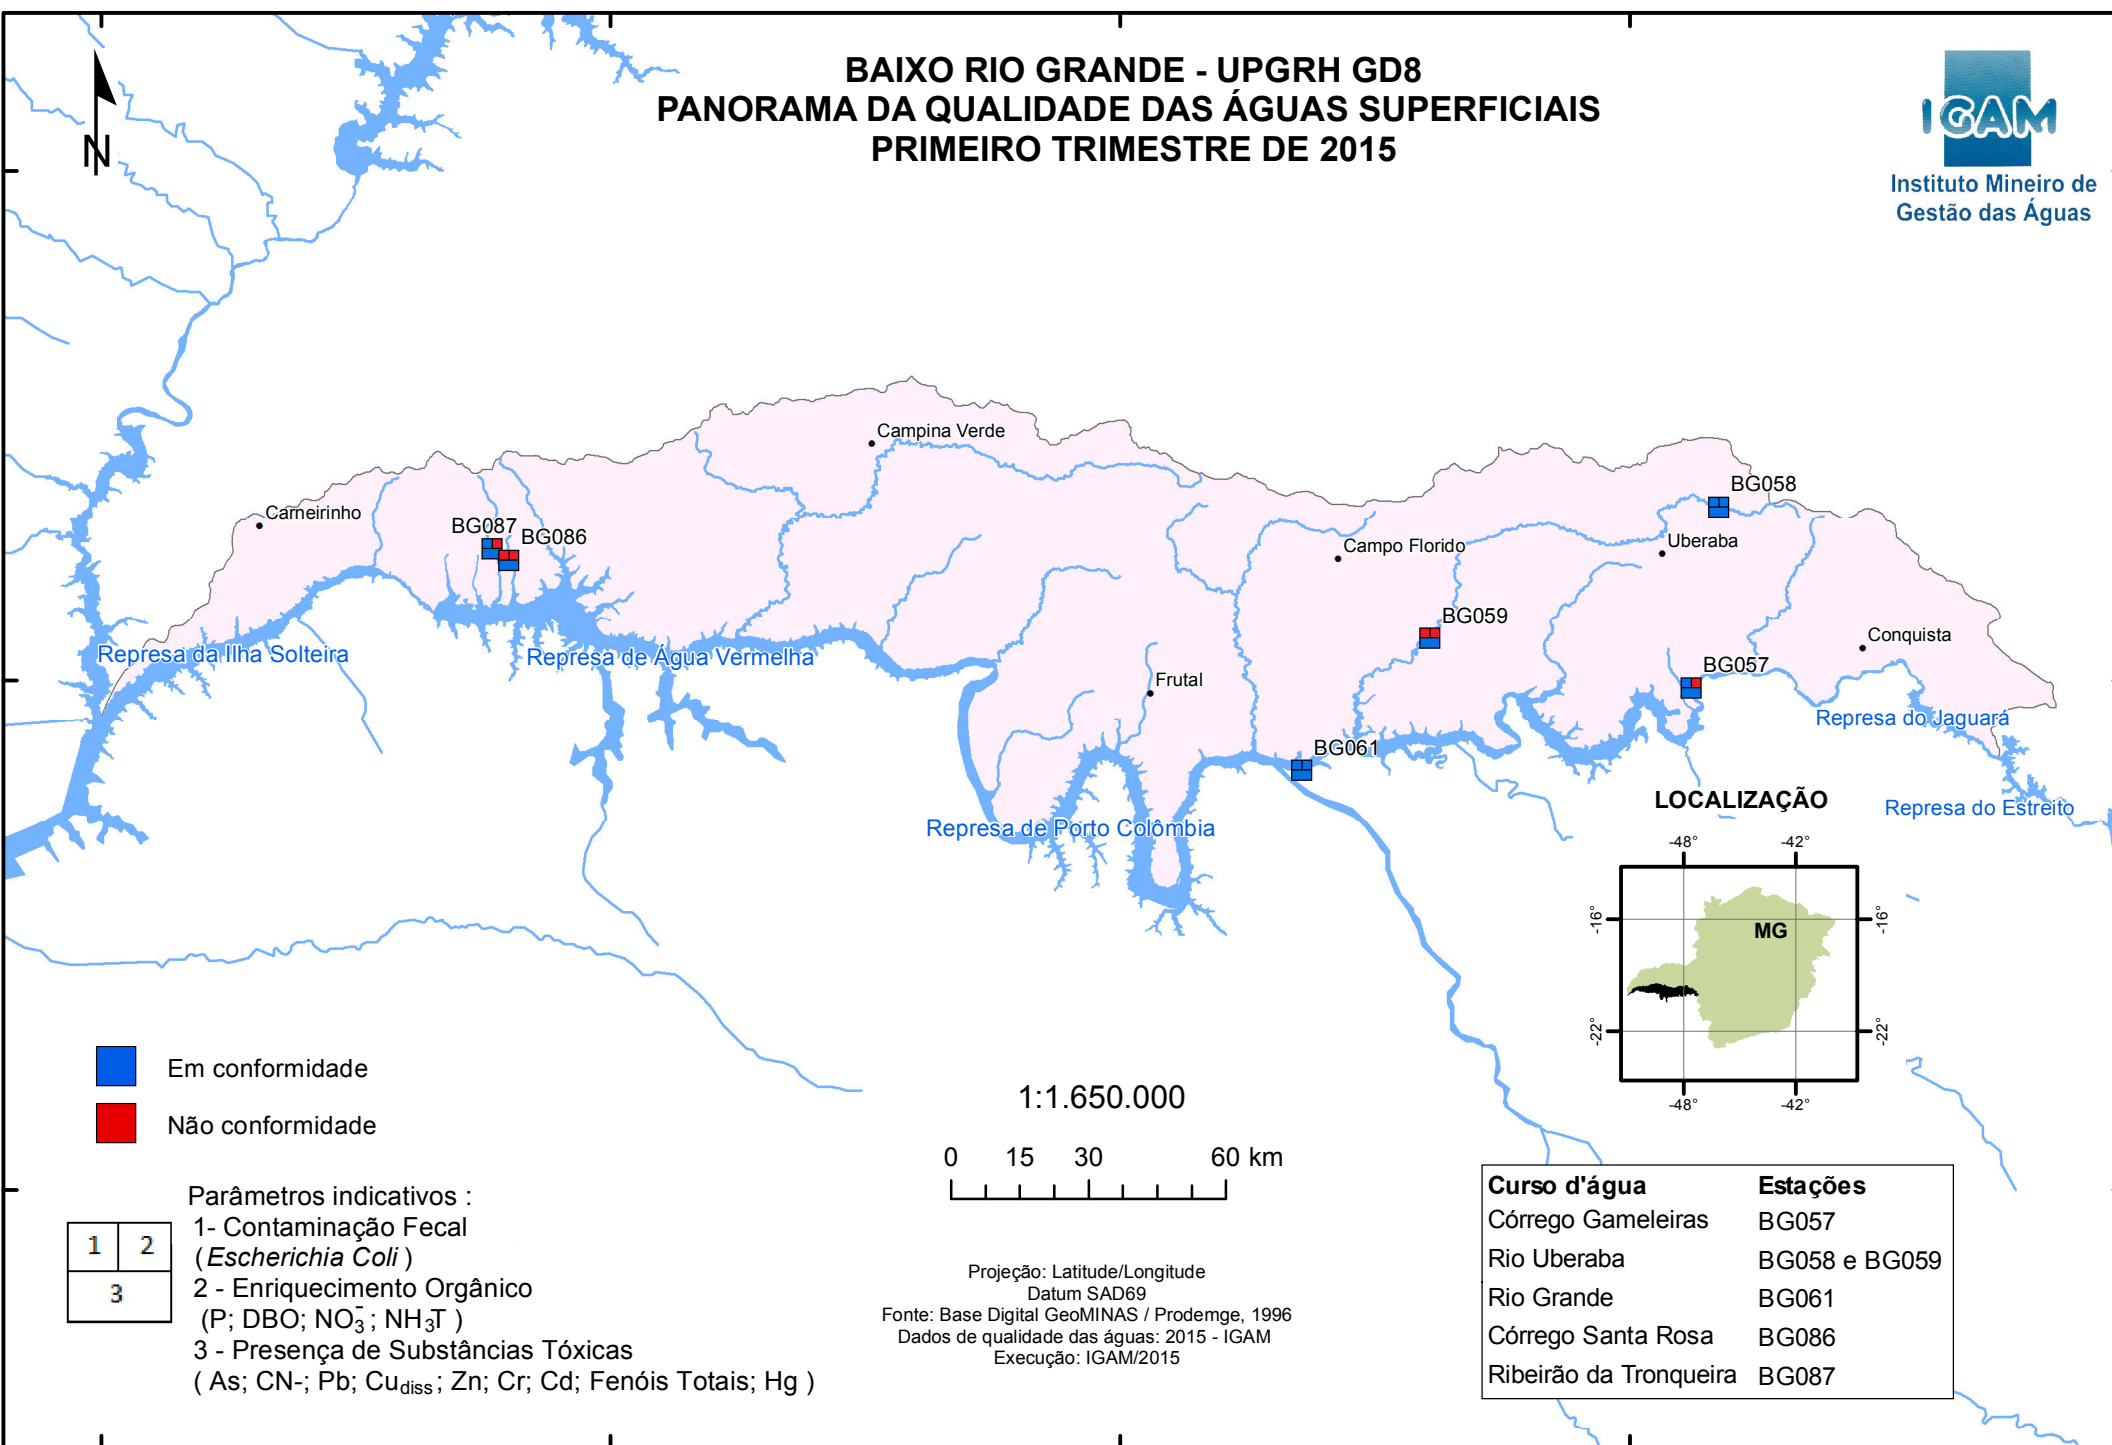 BAIXO RIO GRANDE - UPGRH GD8
PANORAMA DA QUALIDADE DAS ÁGUAS SUPERFICIAIS
PRIMEIRO TRIMESTRE DE 2015
N
IGAM
Instituto Mineiro de
Gestão das Águas
Campina Verde
Carneirinho
BG087
BG086
BG058
Uberaba
Campo Florido
BG059
Conquista
BG057
Frutal
BG061
Represa da Ilha Solteira
Represa de Água Vermelha
Represa do Jaguará
Represa de Porto Colômbia
Represa do Estreito
LOCALIZAÇÃO
-48° -42°
-16° -16°
MG
-22° -22°
-48° -42°
Em conformidade
Não conformidade
Parâmetros indicativos :
1 2
3
1- Contaminação Fecal
(Escherichia Coli )
2 - Enriquecimento Orgânico
(P; DBO; NO₃⁻; NH₃T )
3 - Presença de Substâncias Tóxicas
( As; CN-; Pb; Cudiss; Zn; Cr; Cd; Fenóis Totais; Hg )
1:1.650.000
0 15 30 60 km
Projeção: Latitude/Longitude
Datum SAD69
Fonte: Base Digital GeoMINAS / Prodemge, 1996
Dados de qualidade das águas: 2015 - IGAM
Execução: IGAM/2015
Curso d'água Estações
Córrego Gameleiras BG057
Rio Uberaba BG058 e BG059
Rio Grande BG061
Córrego Santa Rosa BG086
Ribeirão da Tronqueira BG087